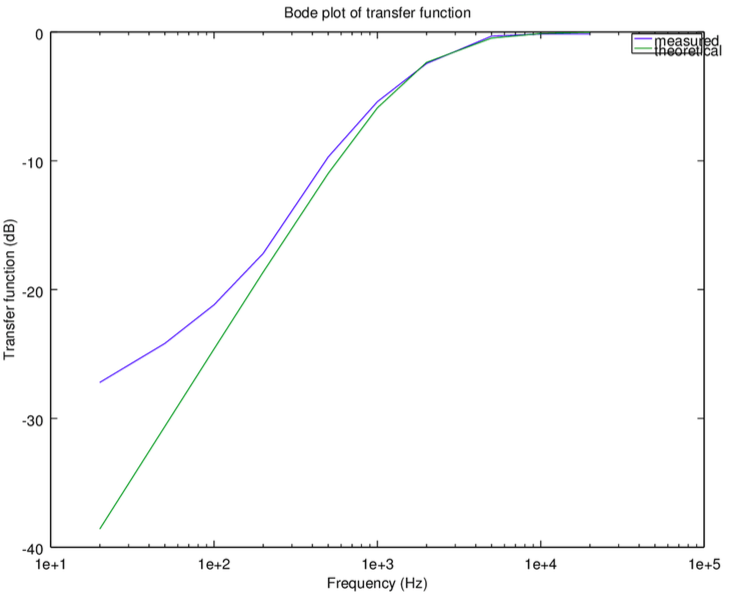 Bode plot of transfer function
measured
theoretical
0
-10
-20
-30
-40
Transfer function (dB)
1e+1
1e+2
1e+3
1e+4
1e+5
Frequency (Hz)